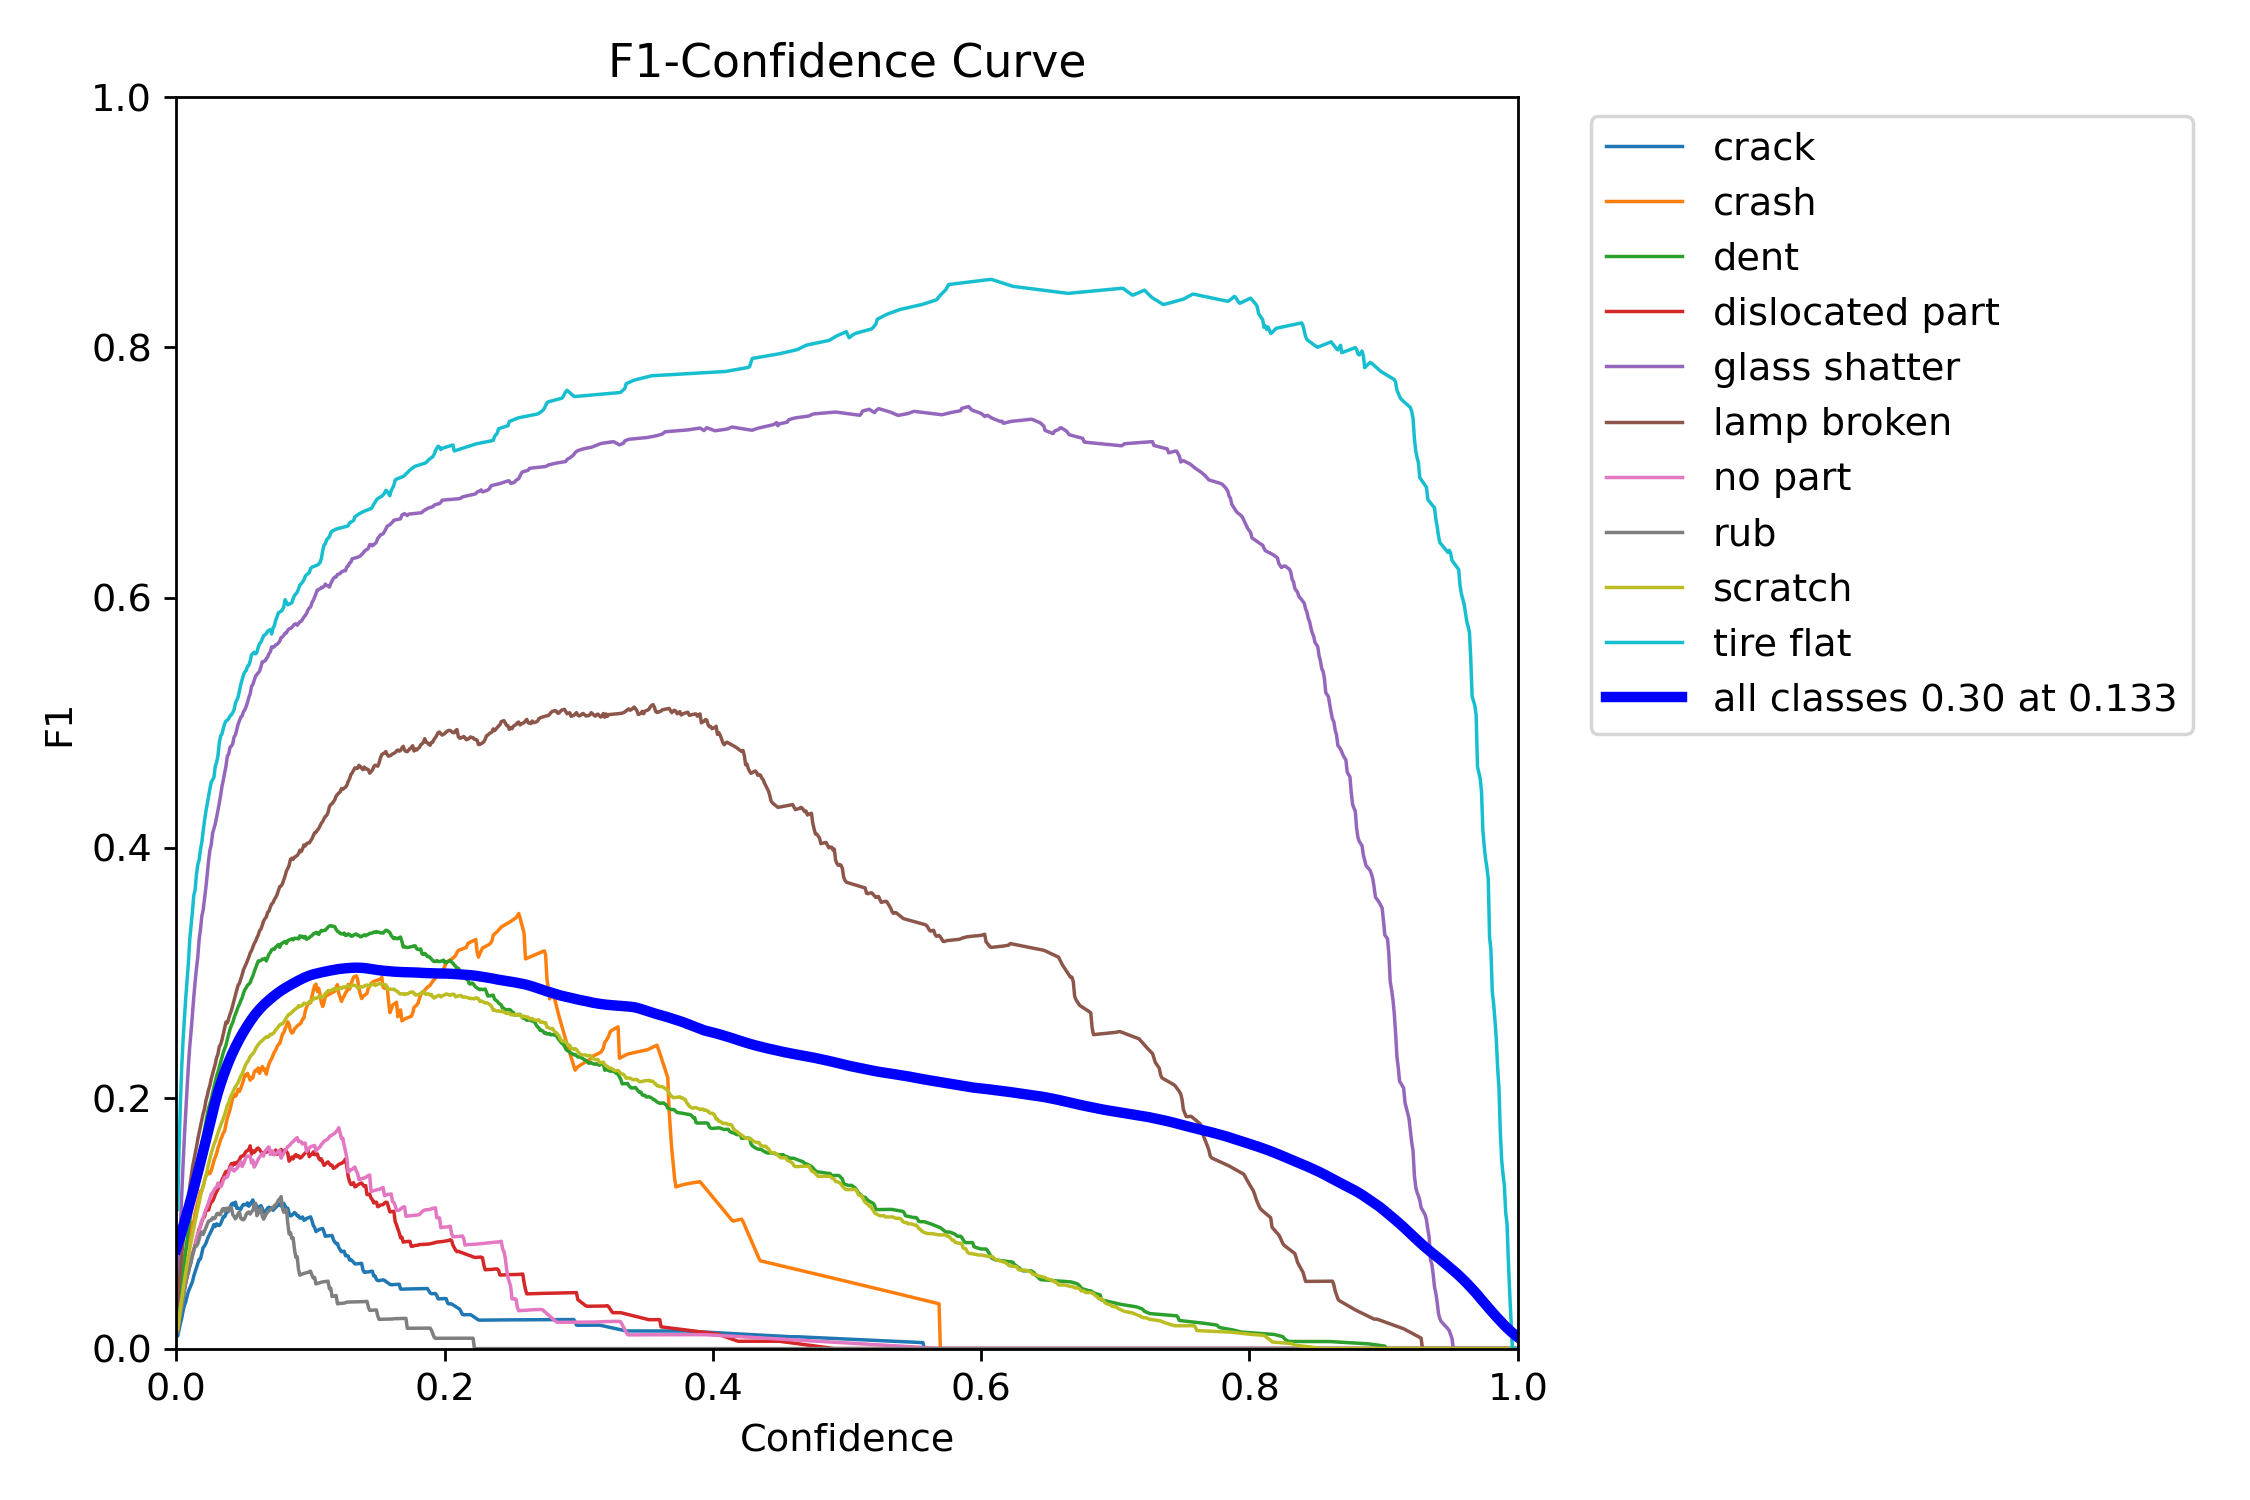 F1-Confidence Curve
1.0
0.8
0.6
0.4
0.2
0.0
F1
0.0 0.2 0.4 0.6 0.8 1.0
Confidence
crack
crash
dent
dislocated part
glass shatter
lamp broken
no part
rub
scratch
tire flat
all classes 0.30 at 0.133